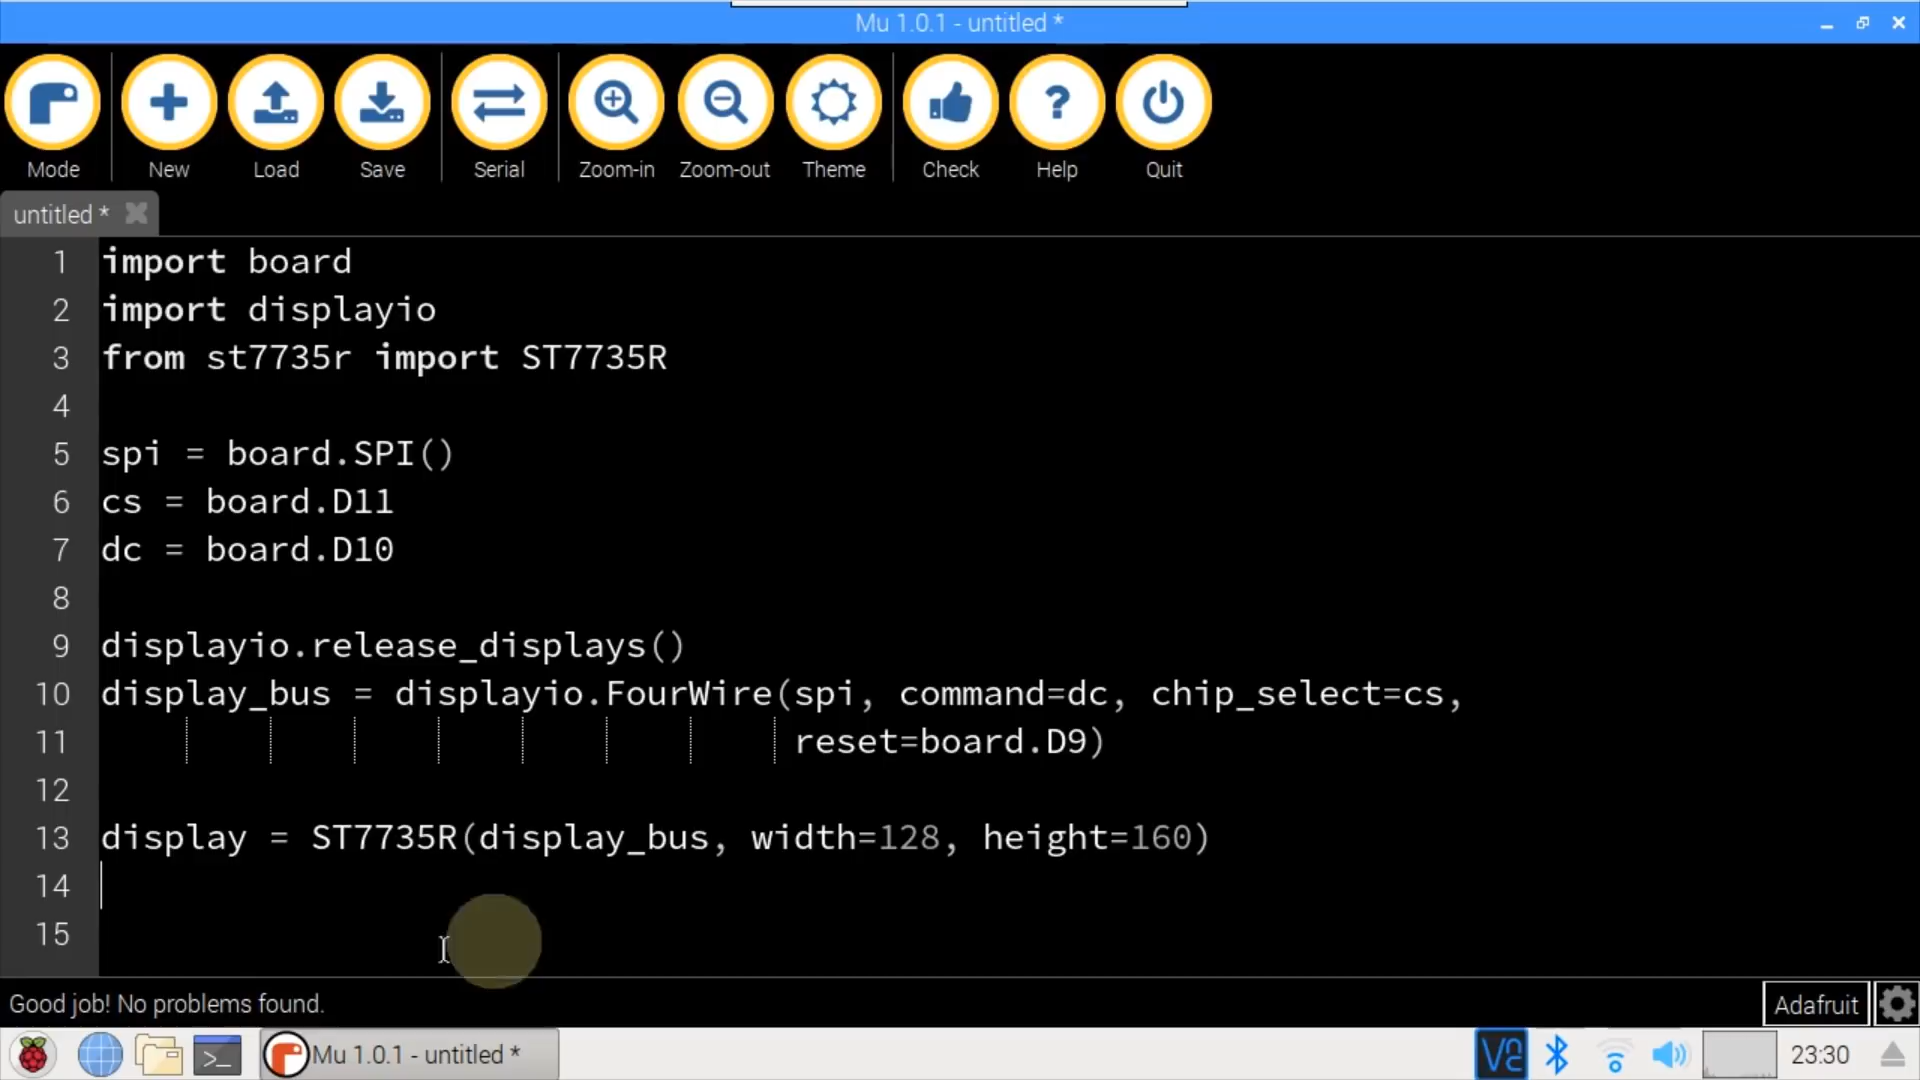 Mu 1.0.1 - untitled *
Mode New Load Save Serial Zoom-in Zoom-out Theme Check Help Quit
untitled *
1 import board
2 import displayio
3 from st7735r import ST7735R
4
5 spi = board.SPI()
6 cs = board.D11
7 dc = board.D10
8
9 displayio.release_displays()
10 display_bus = displayio.FourWire(spi, command=dc, chip_select=cs,
11 reset=board.D9)
12
13 display = ST7735R(display_bus, width=128, height=160)
14
15
Good job! No problems found.
Adafruit
Mu 1.0.1 - untitled *
23:30